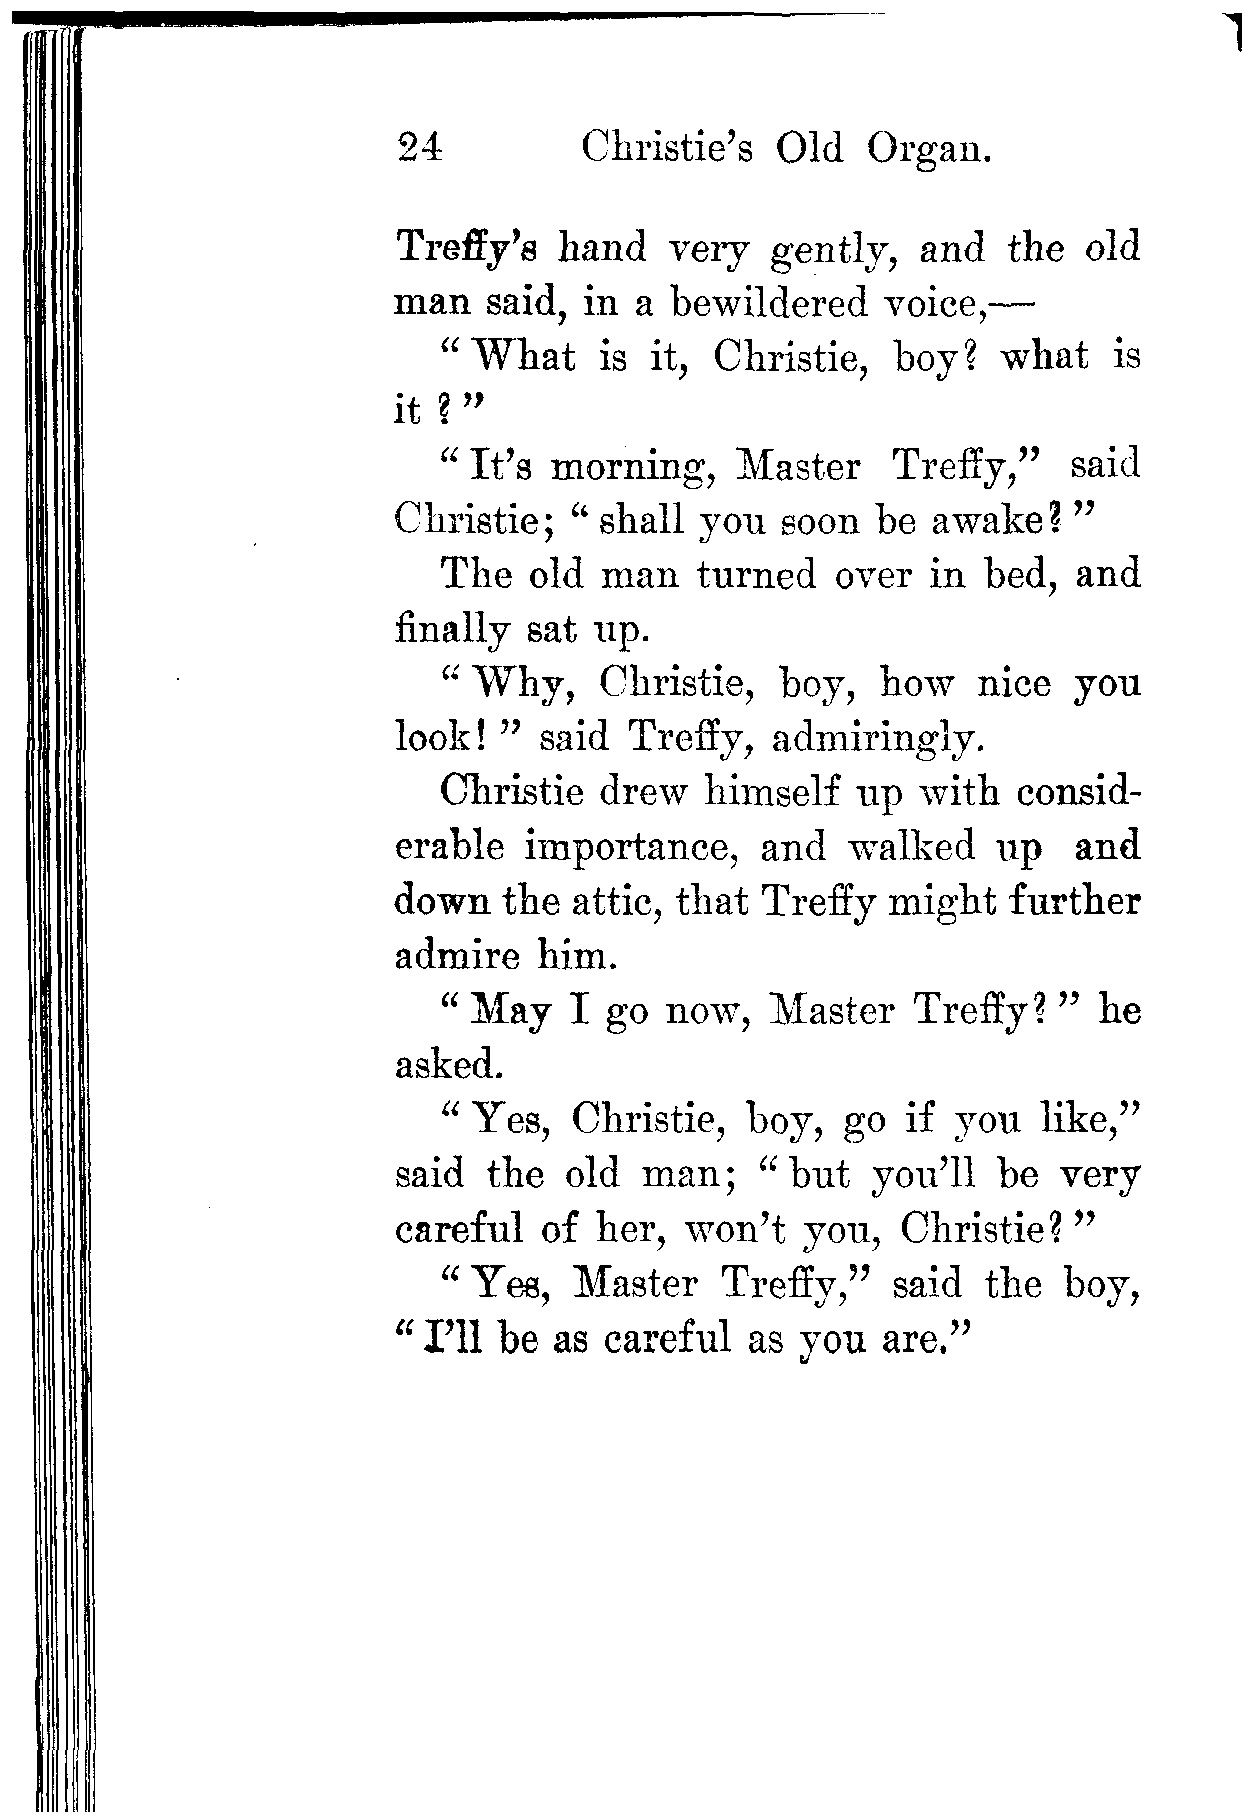 24 Christie's Old Organ.
Treffy's hand very gently, and the old
man said, in a bewildered voice,—
“ What is it, Christie, boy? what is
it ? ”
“ It's morning, Master Treffy,” said
Christie; “ shall you soon be awake? ”
The old man turned over in bed, and
finally sat up.
“ Why, Christie, boy, how nice you
look! ” said Treffy, admiringly.
Christie drew himself up with consid-
erable importance, and walked up and
down the attic, that Treffy might further
admire him.
“ May I go now, Master Treffy? ” he
asked.
“ Yes, Christie, boy, go if you like,”
said the old man; “ but you'll be very
careful of her, won't you, Christie? ”
“ Yes, Master Treffy,” said the boy,
“ I'll be as careful as you are.”